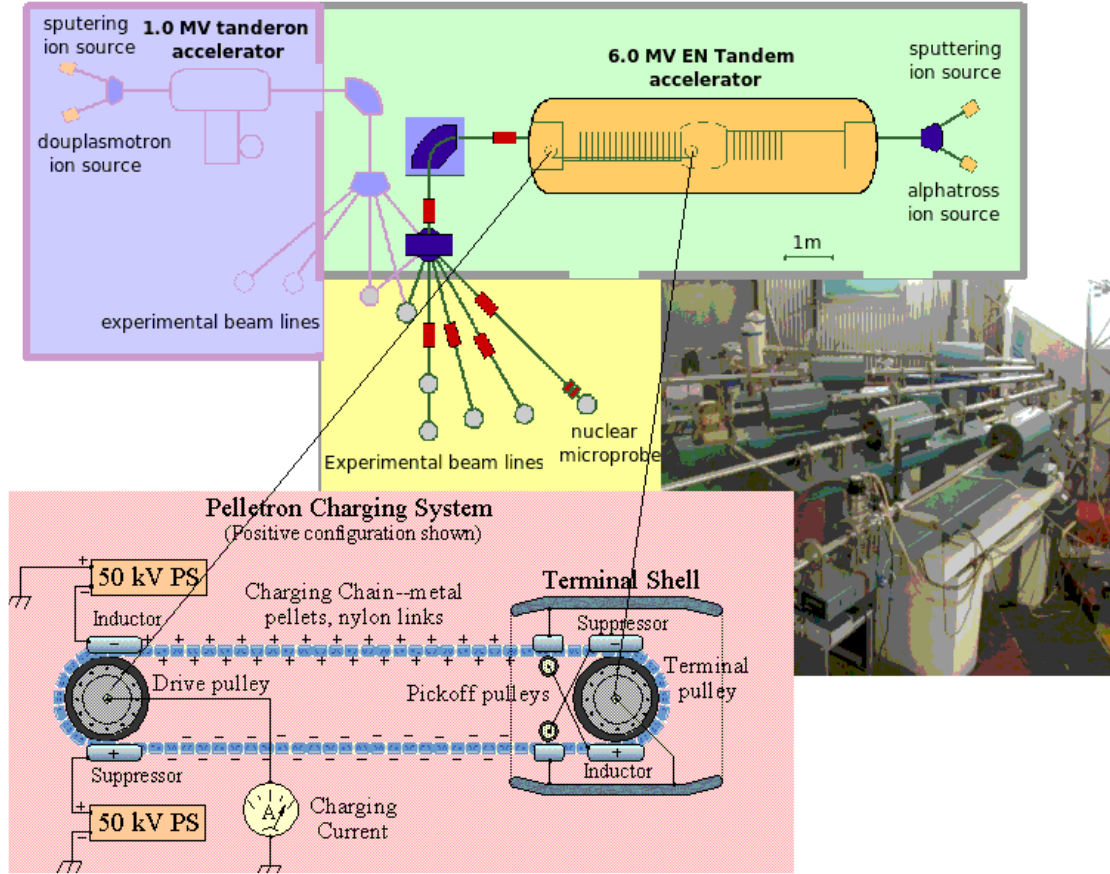 sputering
ion source
1.0 MV tanderon
accelerator
douplasmotron
ion source
experimental beam lines
6.0 MV EN Tandem
accelerator
sputtering
ion source
alphatross
ion source
1m
nuclear
microprobe
Experimental beam lines
Pelletron Charging System
(Positive configuration shown)
+
50 kV PS
−
Inductor
−
Charging Chain--metal
pellets, nylon links
Terminal Shell
Suppressor
−
+ + + + + + + + + + + + +
+ + + + + + + + + + + + +
Drive pulley
Pickoff pulleys
Terminal
pulley
− − − − − − − − − −
− − − − − − − − − −
+
Suppressor
+
Inductor
+
50 kV PS
−
A
Charging
Current